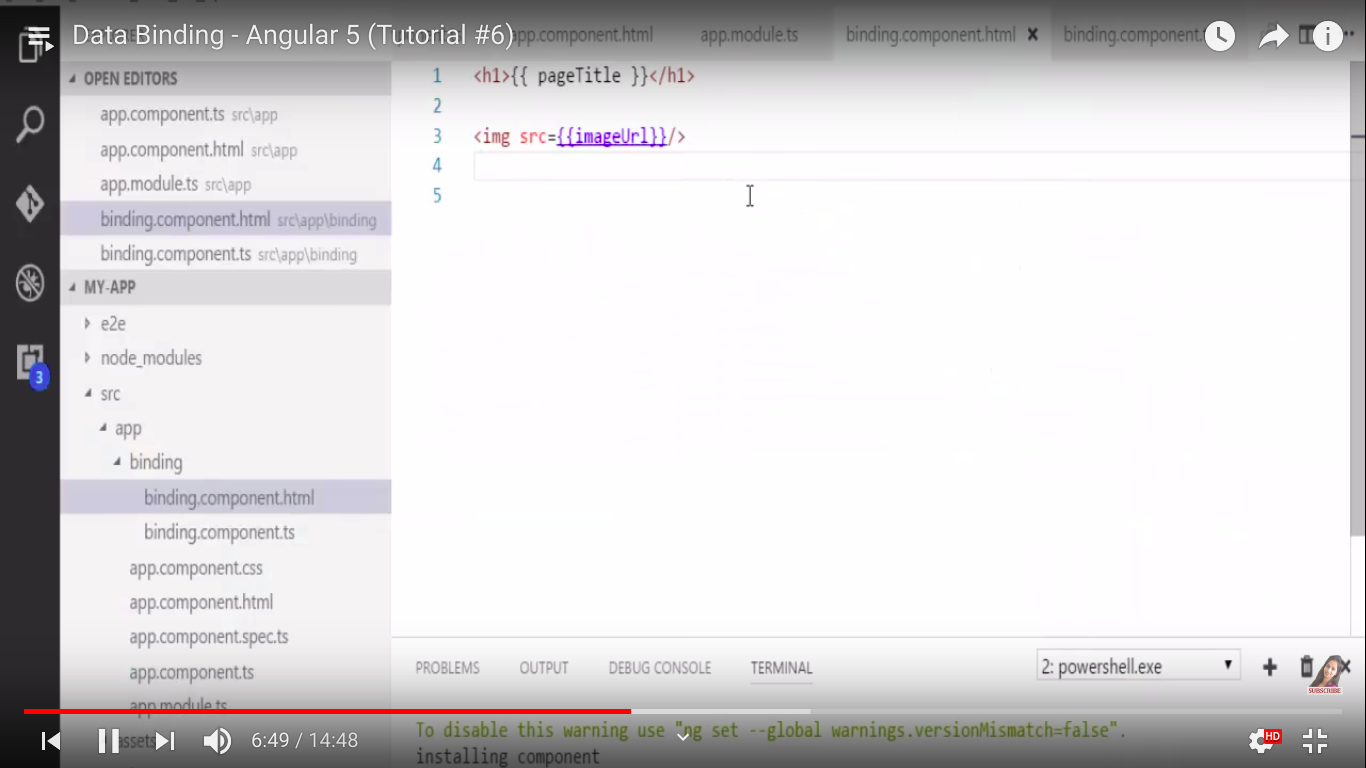 Data Binding - Angular 5 (Tutorial #6)
app.component.html
app.module.ts
binding.component.html
binding.component.
OPEN EDITORS
app.component.ts src\app
app.component.html src\app
app.module.ts src\app
binding.component.html src\app\binding
binding.component.ts src\app\binding
MY-APP
e2e
node_modules
src
app
binding
binding.component.html
binding.component.ts
app.component.css
app.component.html
app.component.spec.ts
app.component.ts
app.module.ts
assets
3
1 <h1>{{ pageTitle }}</h1>
2
3 <img src={{imageUrl}}/>
4
5
PROBLEMS OUTPUT DEBUG CONSOLE TERMINAL
2: powershell.exe
SUBSCRIBE
To disable this warning use "ng set --global warnings.versionMismatch=false".
installing component
6:49 / 14:48
HD